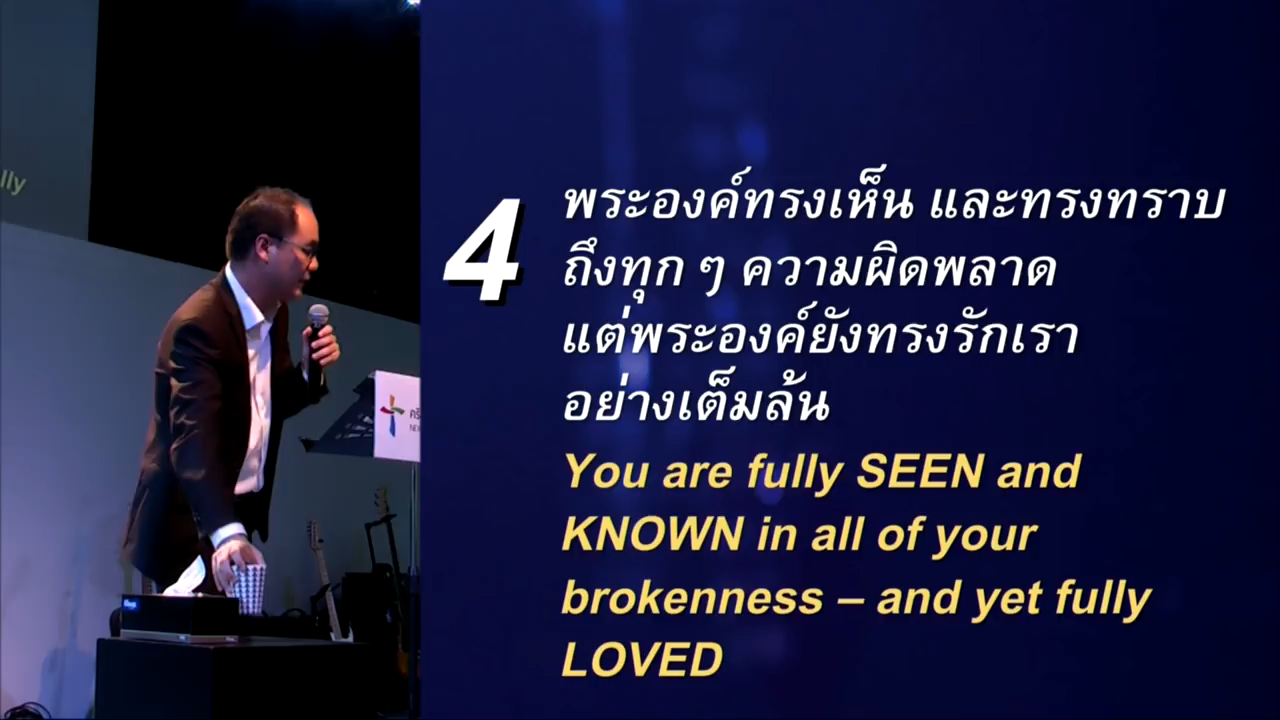 lly
4
พระองค์ทรงเห็น และทรงทราบ
ถึงทุก ๆ ความผิดพลาด
แต่พระองค์ยังทรงรักเรา
อย่างเต็มล้น
You are fully SEEN and
KNOWN in all of your
brokenness – and yet fully
LOVED